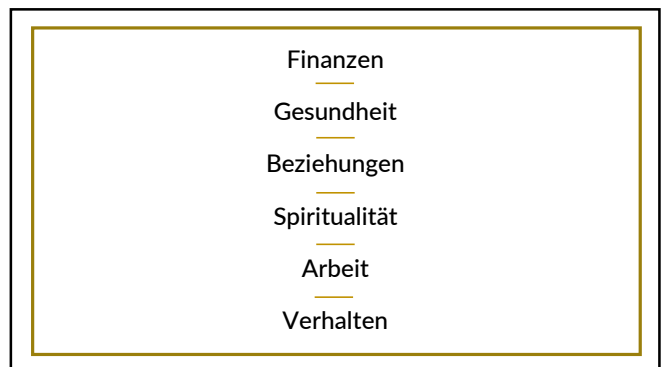 Finanzen
Gesundheit
Beziehungen
Spiritualität
Arbeit
Verhalten